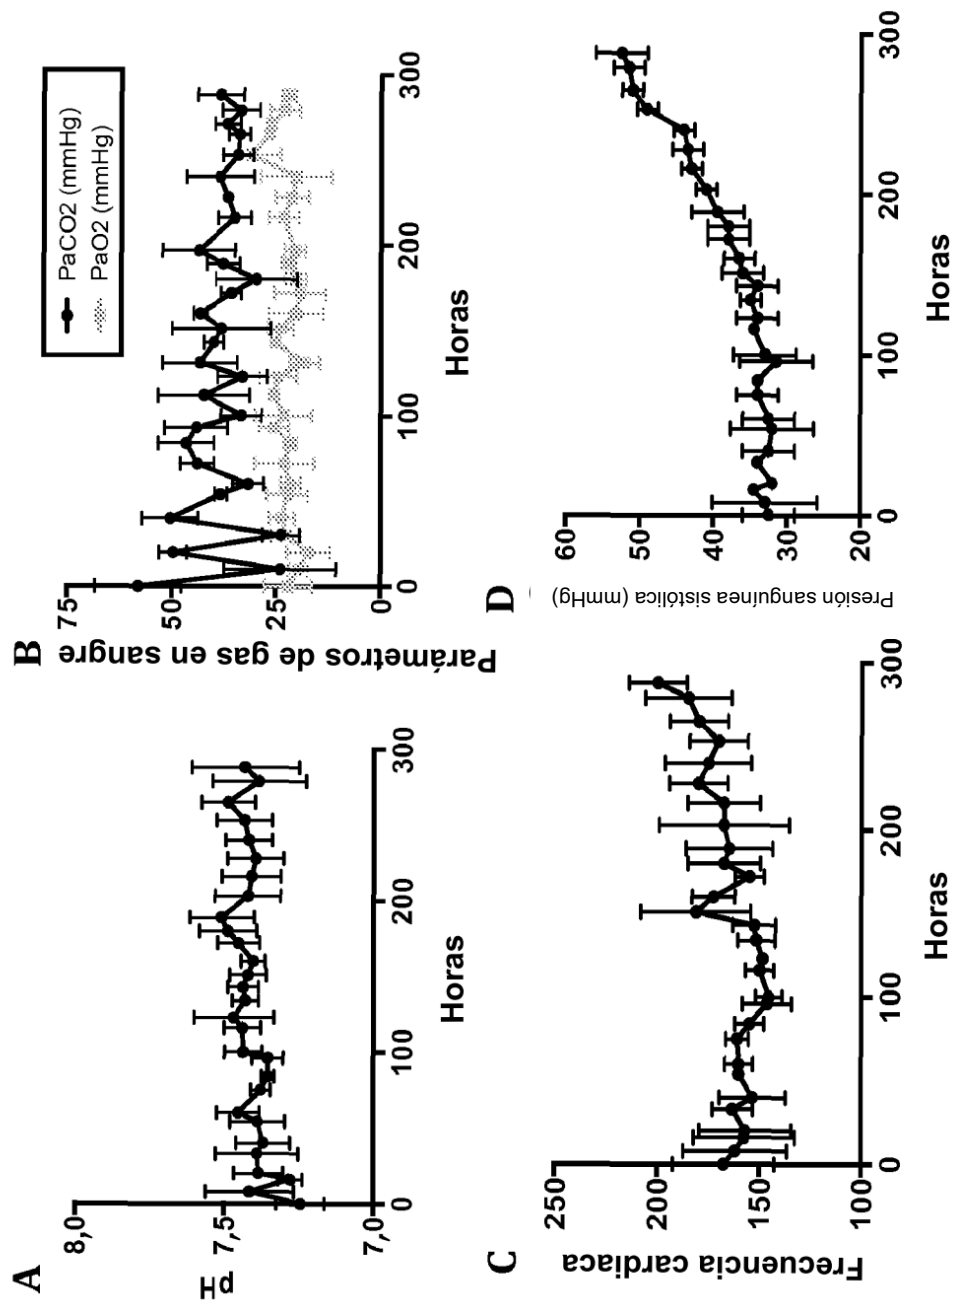 A
pH
8,0
7,5
7,0
0
100
200
300
Horas
B
Parámetros de gas en sangre
75
50
25
0
0
100
200
300
Horas
PaCO2 (mmHg)
PaO2 (mmHg)
C
Frecuencia cardiaca
250
200
150
100
0
100
200
300
Horas
D
Presión sanguínea sistólica (mmHg)
60
50
40
30
20
0
100
200
300
Horas